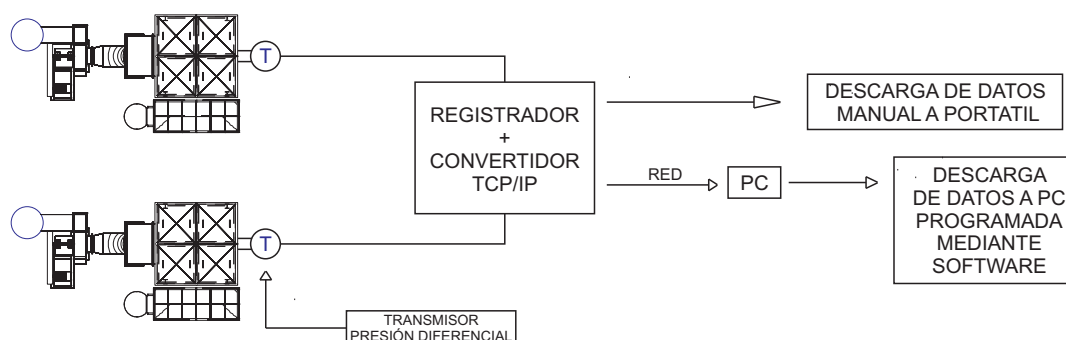 T
REGISTRADOR
+
CONVERTIDOR
TCP/IP
DESCARGA DE DATOS
MANUAL A PORTATIL
RED
PC
DESCARGA
DE DATOS A PC
PROGRAMADA
MEDIANTE
SOFTWARE
T
TRANSMISOR
PRESIÓN DIFERENCIAL